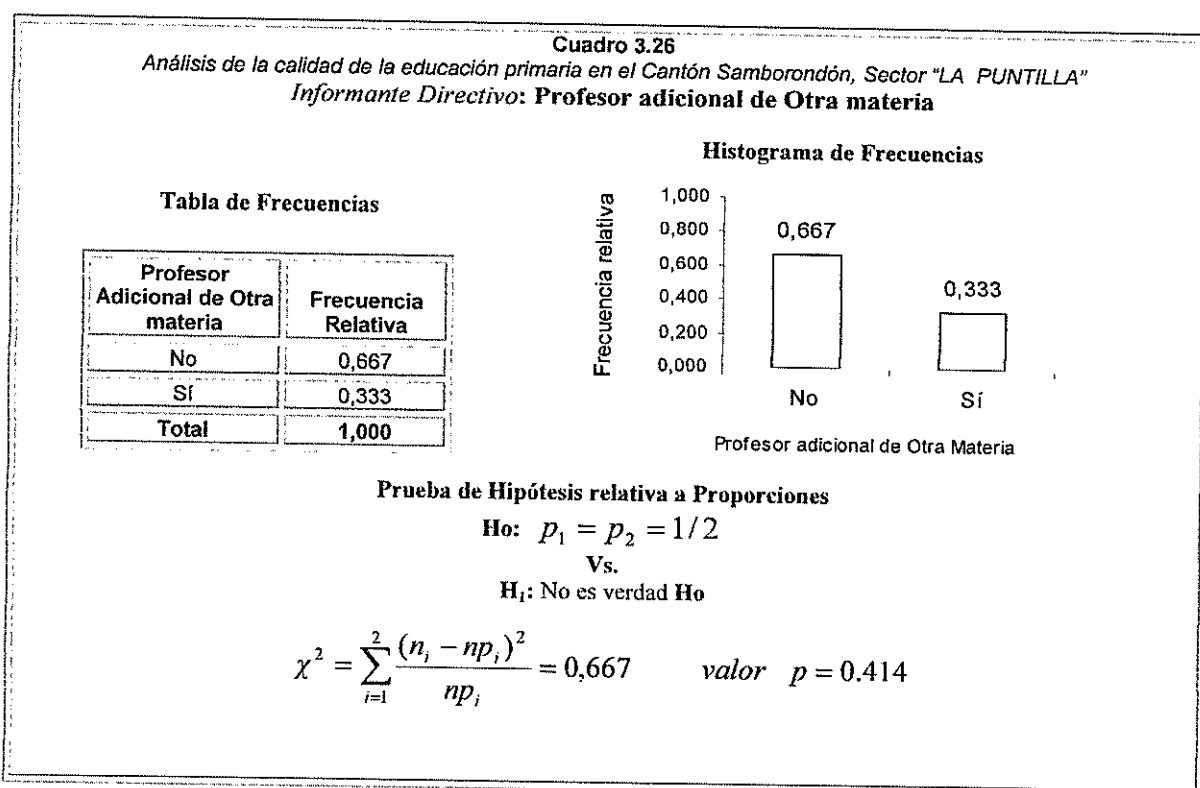 Cuadro 3.26
Análisis de la calidad de la educación primaria en el Cantón Samborondón, Sector "LA PUNTILLA"
Informante Directivo: Profesor adicional de Otra materia
Tabla de Frecuencias
Profesor
Adicional de Otra
materia
Frecuencia
Relativa
No 0,667
Sí 0,333
Total 1,000
Histograma de Frecuencias
Frecuencia relativa
1,000
0,800
0,600
0,400
0,200
0,000
0,667
0,333
No Sí
Profesor adicional de Otra Materia
Prueba de Hipótesis relativa a Proporciones
Ho: p₁ = p₂ = 1/2
Vs.
H₁: No es verdad Ho
χ² = ∑_{i=1}^{2} (n_i − np_i)² / np_i = 0,667 valor p = 0.414